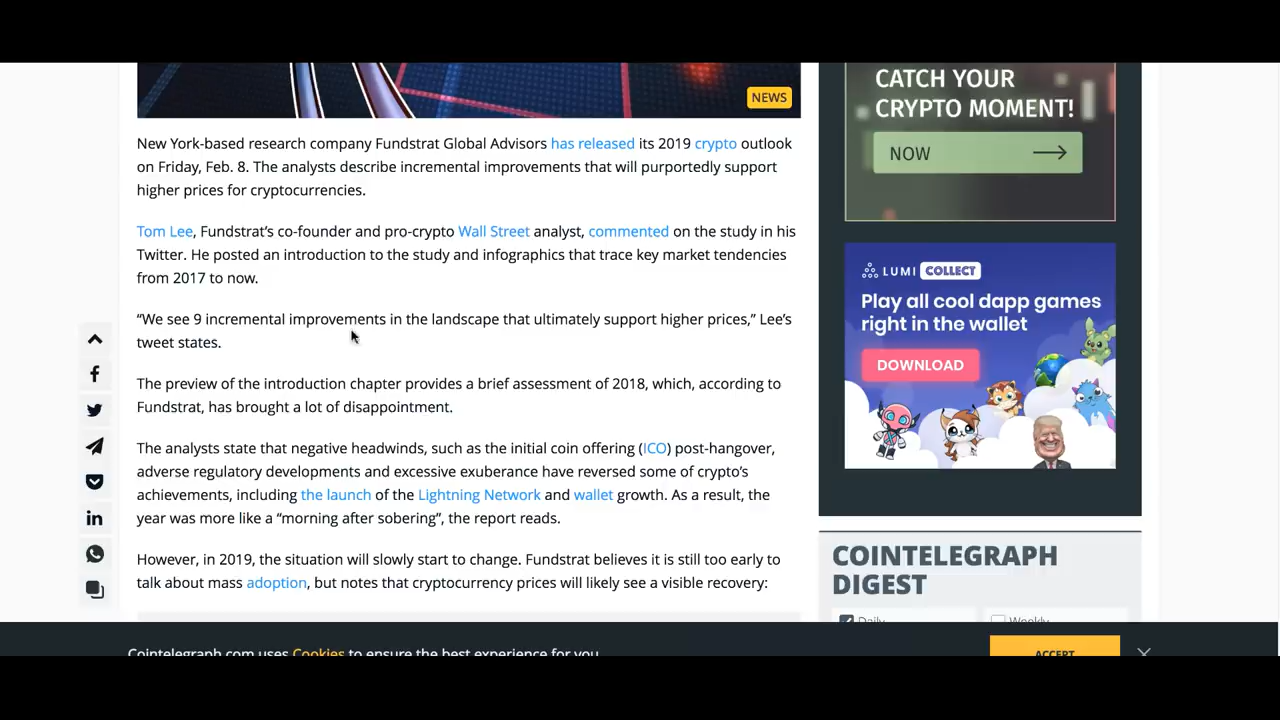 NEWS
New York-based research company Fundstrat Global Advisors has released its 2019 crypto outlook
on Friday, Feb. 8. The analysts describe incremental improvements that will purportedly support
higher prices for cryptocurrencies.
Tom Lee, Fundstrat's co-founder and pro-crypto Wall Street analyst, commented on the study in his
Twitter. He posted an introduction to the study and infographics that trace key market tendencies
from 2017 to now.
“We see 9 incremental improvements in the landscape that ultimately support higher prices,” Lee's
tweet states.
The preview of the introduction chapter provides a brief assessment of 2018, which, according to
Fundstrat, has brought a lot of disappointment.
The analysts state that negative headwinds, such as the initial coin offering (ICO) post-hangover,
adverse regulatory developments and excessive exuberance have reversed some of crypto's
achievements, including the launch of the Lightning Network and wallet growth. As a result, the
year was more like a “morning after sobering”, the report reads.
However, in 2019, the situation will slowly start to change. Fundstrat believes it is still too early to
talk about mass adoption, but notes that cryptocurrency prices will likely see a visible recovery:
CATCH YOUR
CRYPTO MOMENT!
NOW
LUMI COLLECT
Play all cool dapp games
right in the wallet
DOWNLOAD
COINTELEGRAPH
DIGEST
Daily
Weekly
Cointelegraph.com uses Cookies to ensure the best experience for you
ACCEPT